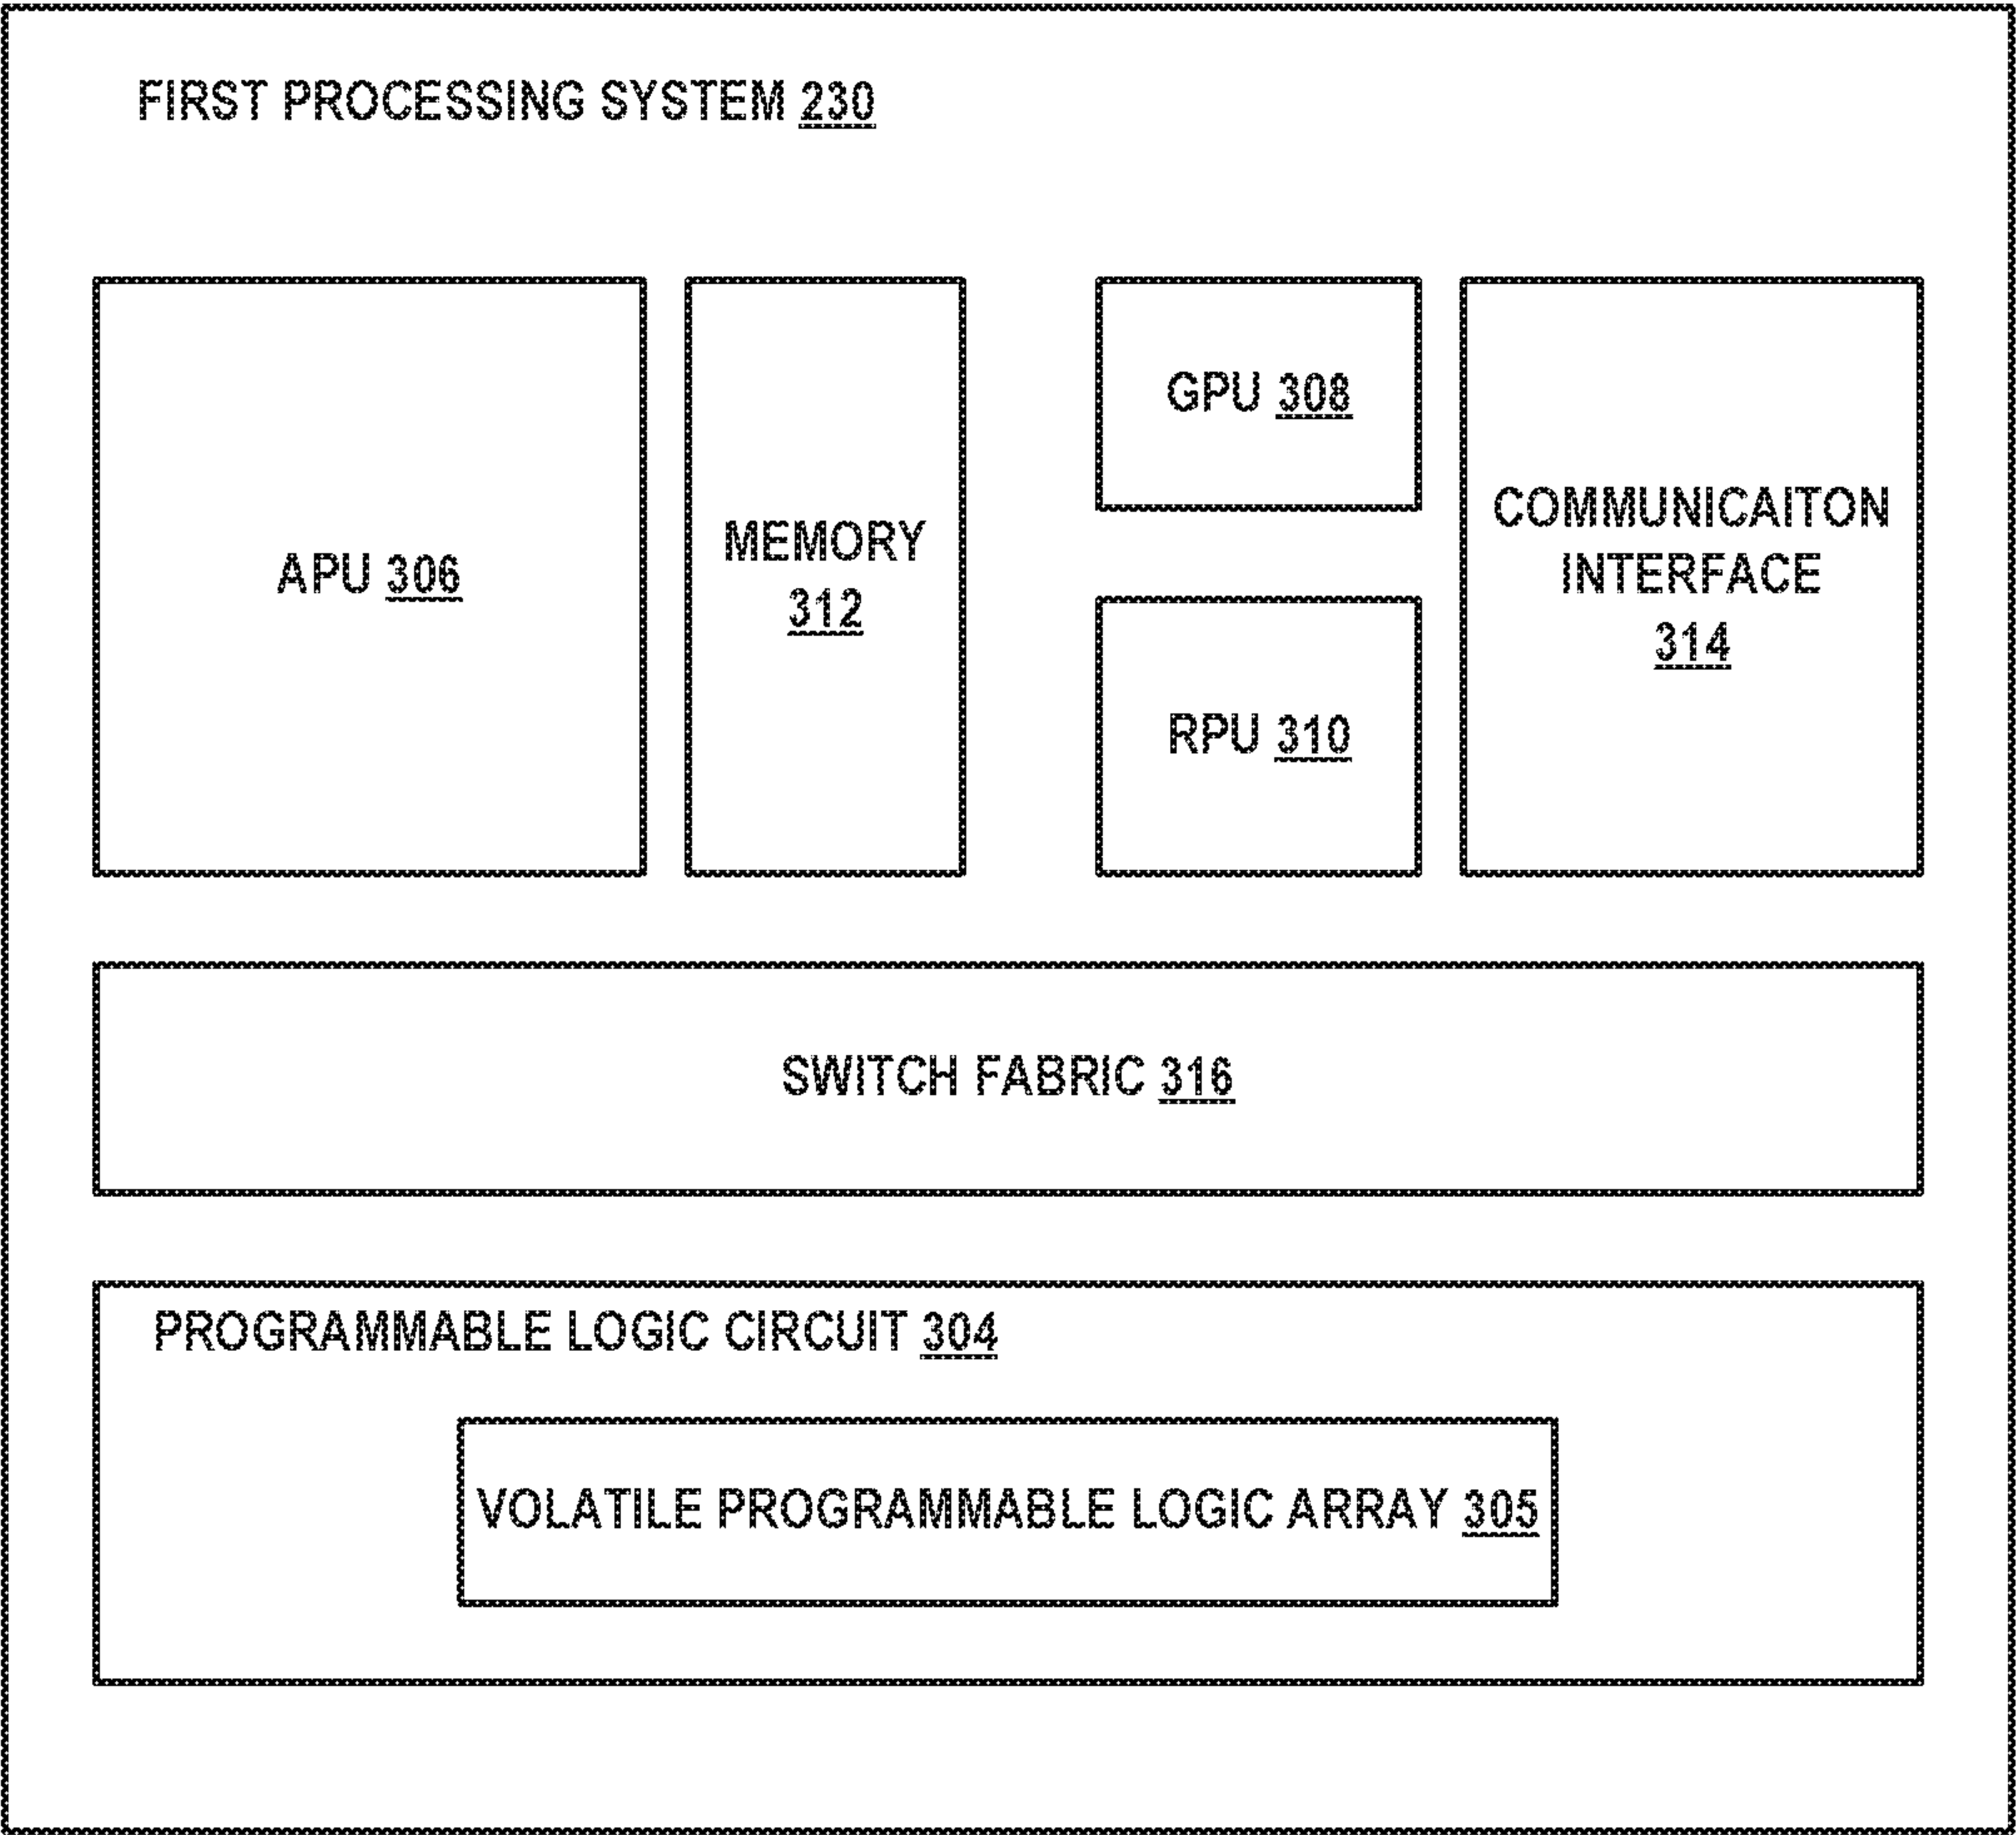 FIRST PROCESSING SYSTEM 230
APU 306
MEMORY
312
GPU 308
RPU 310
COMMUNICAITON
INTERFACE
314
SWITCH FABRIC 316
PROGRAMMABLE LOGIC CIRCUIT 304
VOLATILE PROGRAMMABLE LOGIC ARRAY 305